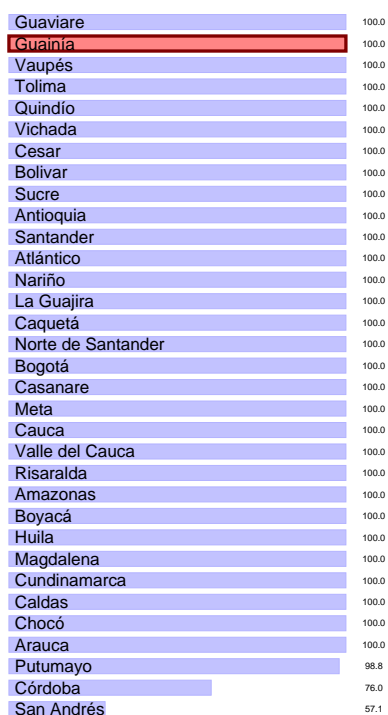 Guaviare 100.0
Guainía 100.0
Vaupés 100.0
Tolima 100.0
Quindío 100.0
Vichada 100.0
Cesar 100.0
Bolivar 100.0
Sucre 100.0
Antioquia 100.0
Santander 100.0
Atlántico 100.0
Nariño 100.0
La Guajira 100.0
Caquetá 100.0
Norte de Santander 100.0
Bogotá 100.0
Casanare 100.0
Meta 100.0
Cauca 100.0
Valle del Cauca 100.0
Risaralda 100.0
Amazonas 100.0
Boyacá 100.0
Huila 100.0
Magdalena 100.0
Cundinamarca 100.0
Caldas 100.0
Chocó 100.0
Arauca 100.0
Putumayo 98.8
Córdoba 76.0
San Andrés 57.1